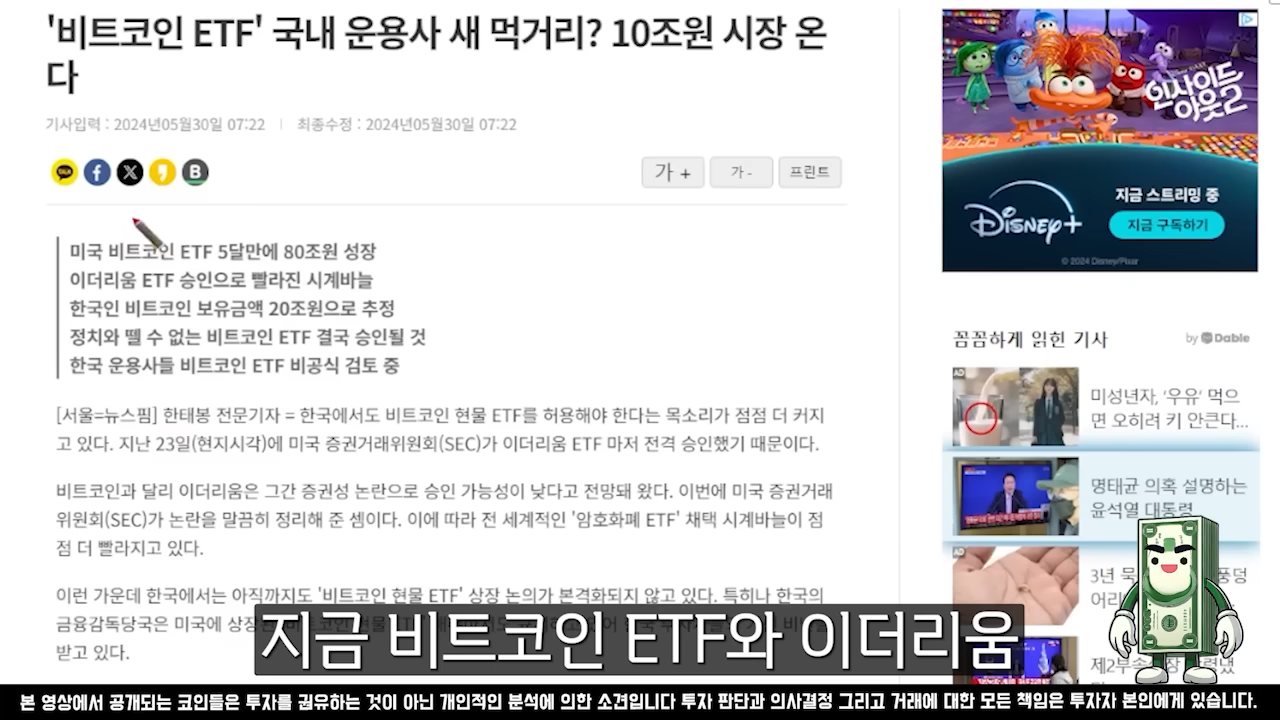 '비트코인 ETF' 국내 운용사 새 먹거리? 10조원 시장 온
다
기사입력 : 2024년05월30일 07:22 최종수정 : 2024년05월30일 07:22
TALK f X B
가 + 가 - 프린트
미국 비트코인 ETF 5달만에 80조원 성장
이더리움 ETF 승인으로 빨라진 시계바늘
한국인 비트코인 보유금액 20조원으로 추정
정치와 뗄 수 없는 비트코인 ETF 결국 승인될 것
한국 운용사들 비트코인 ETF 비공식 검토 중
[서울=뉴스핌] 한태봉 전문기자 = 한국에서도 비트코인 현물 ETF를 허용해야 한다는 목소리가 점점 더 커지
고 있다. 지난 23일(현지시각)에 미국 증권거래위원회(SEC)가 이더리움 ETF 마저 전격 승인했기 때문이다.
비트코인과 달리 이더리움은 그간 증권성 논란으로 승인 가능성이 낮다고 전망돼 왔다. 이번에 미국 증권거래
위원회(SEC)가 논란을 말끔히 정리해 준 셈이다. 이에 따라 전 세계적인 '암호화폐 ETF' 채택 시계바늘이 점
점 더 빨라지고 있다.
이런 가운데 한국에서는 아직까지도 '비트코인 현물 ETF' 상장 논의가 본격화되지 않고 있다. 특히나 한국의
금융감독당국은 미국에 상장
받고 있다.
인사이드
아웃2
지금 스트리밍 중
Disney+
지금 구독하기
© 2024 Disney/Pixar
꼼꼼하게 읽힌 기사 by Dable
AD
미성년자, '우유' 먹으
면 오히려 키 안큰다...
명태균 의혹 설명하는
윤석열 대통령
AD
3년
풍덩
어리
제2부속
지금 비트코인 ETF와 이더리움
본 영상에서 공개되는 코인들은 투자를 권유하는 것이 아닌 개인적인 분석에 의한 소견입니다 투자 판단과 의사결정 그리고 거래에 대한 모든 책임은 투자자 본인에게 있습니다.